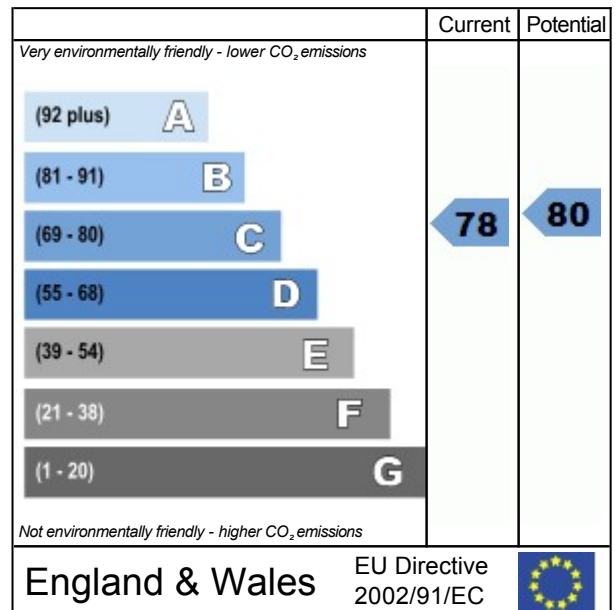 Current Potential
Very environmentally friendly - lower CO₂ emissions
(92 plus) A
(81 - 91) B
(69 - 80) C
78
80
(55 - 68) D
(39 - 54) E
(21 - 38) F
(1 - 20) G
Not environmentally friendly - higher CO₂ emissions
England & Wales
EU Directive
2002/91/EC